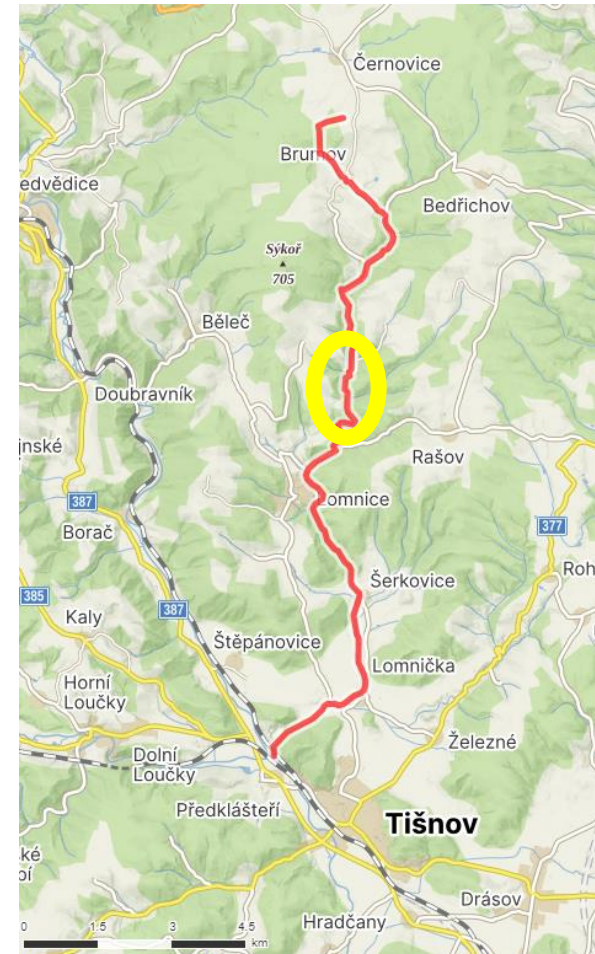 Černovice
Brumov
edvědice
Bedřichov
Sýkoř
705
Běleč
Doubravník
jnské
Rašov
387
Lomnice
377
Borač
Roh
385
Šerkovice
387
Kaly
Štěpánovice
Lomnička
Horní
Loučky
Železné
Dolní
Loučky
Předklášteří
Tišnov
ké
oí
Drásov
Hradčany
0 1.5 3 4.5
km